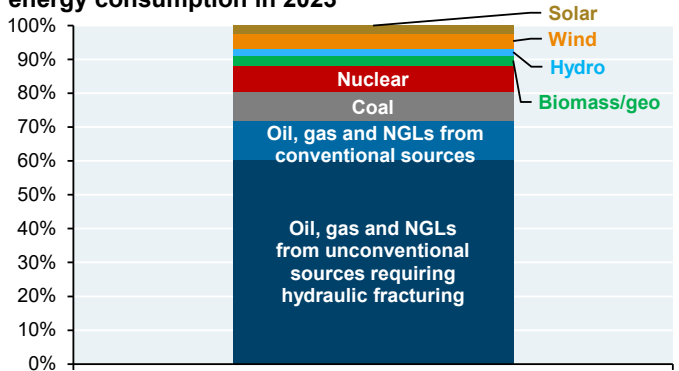 energy consumption in 2023
100%
90%
80%
70%
60%
50%
40%
30%
20%
10%
0%
Solar
Wind
Hydro
Biomass/geo
Nuclear
Coal
Oil, gas and NGLs from
conventional sources
Oil, gas and NGLs
from unconventional
sources requiring
hydraulic fracturing